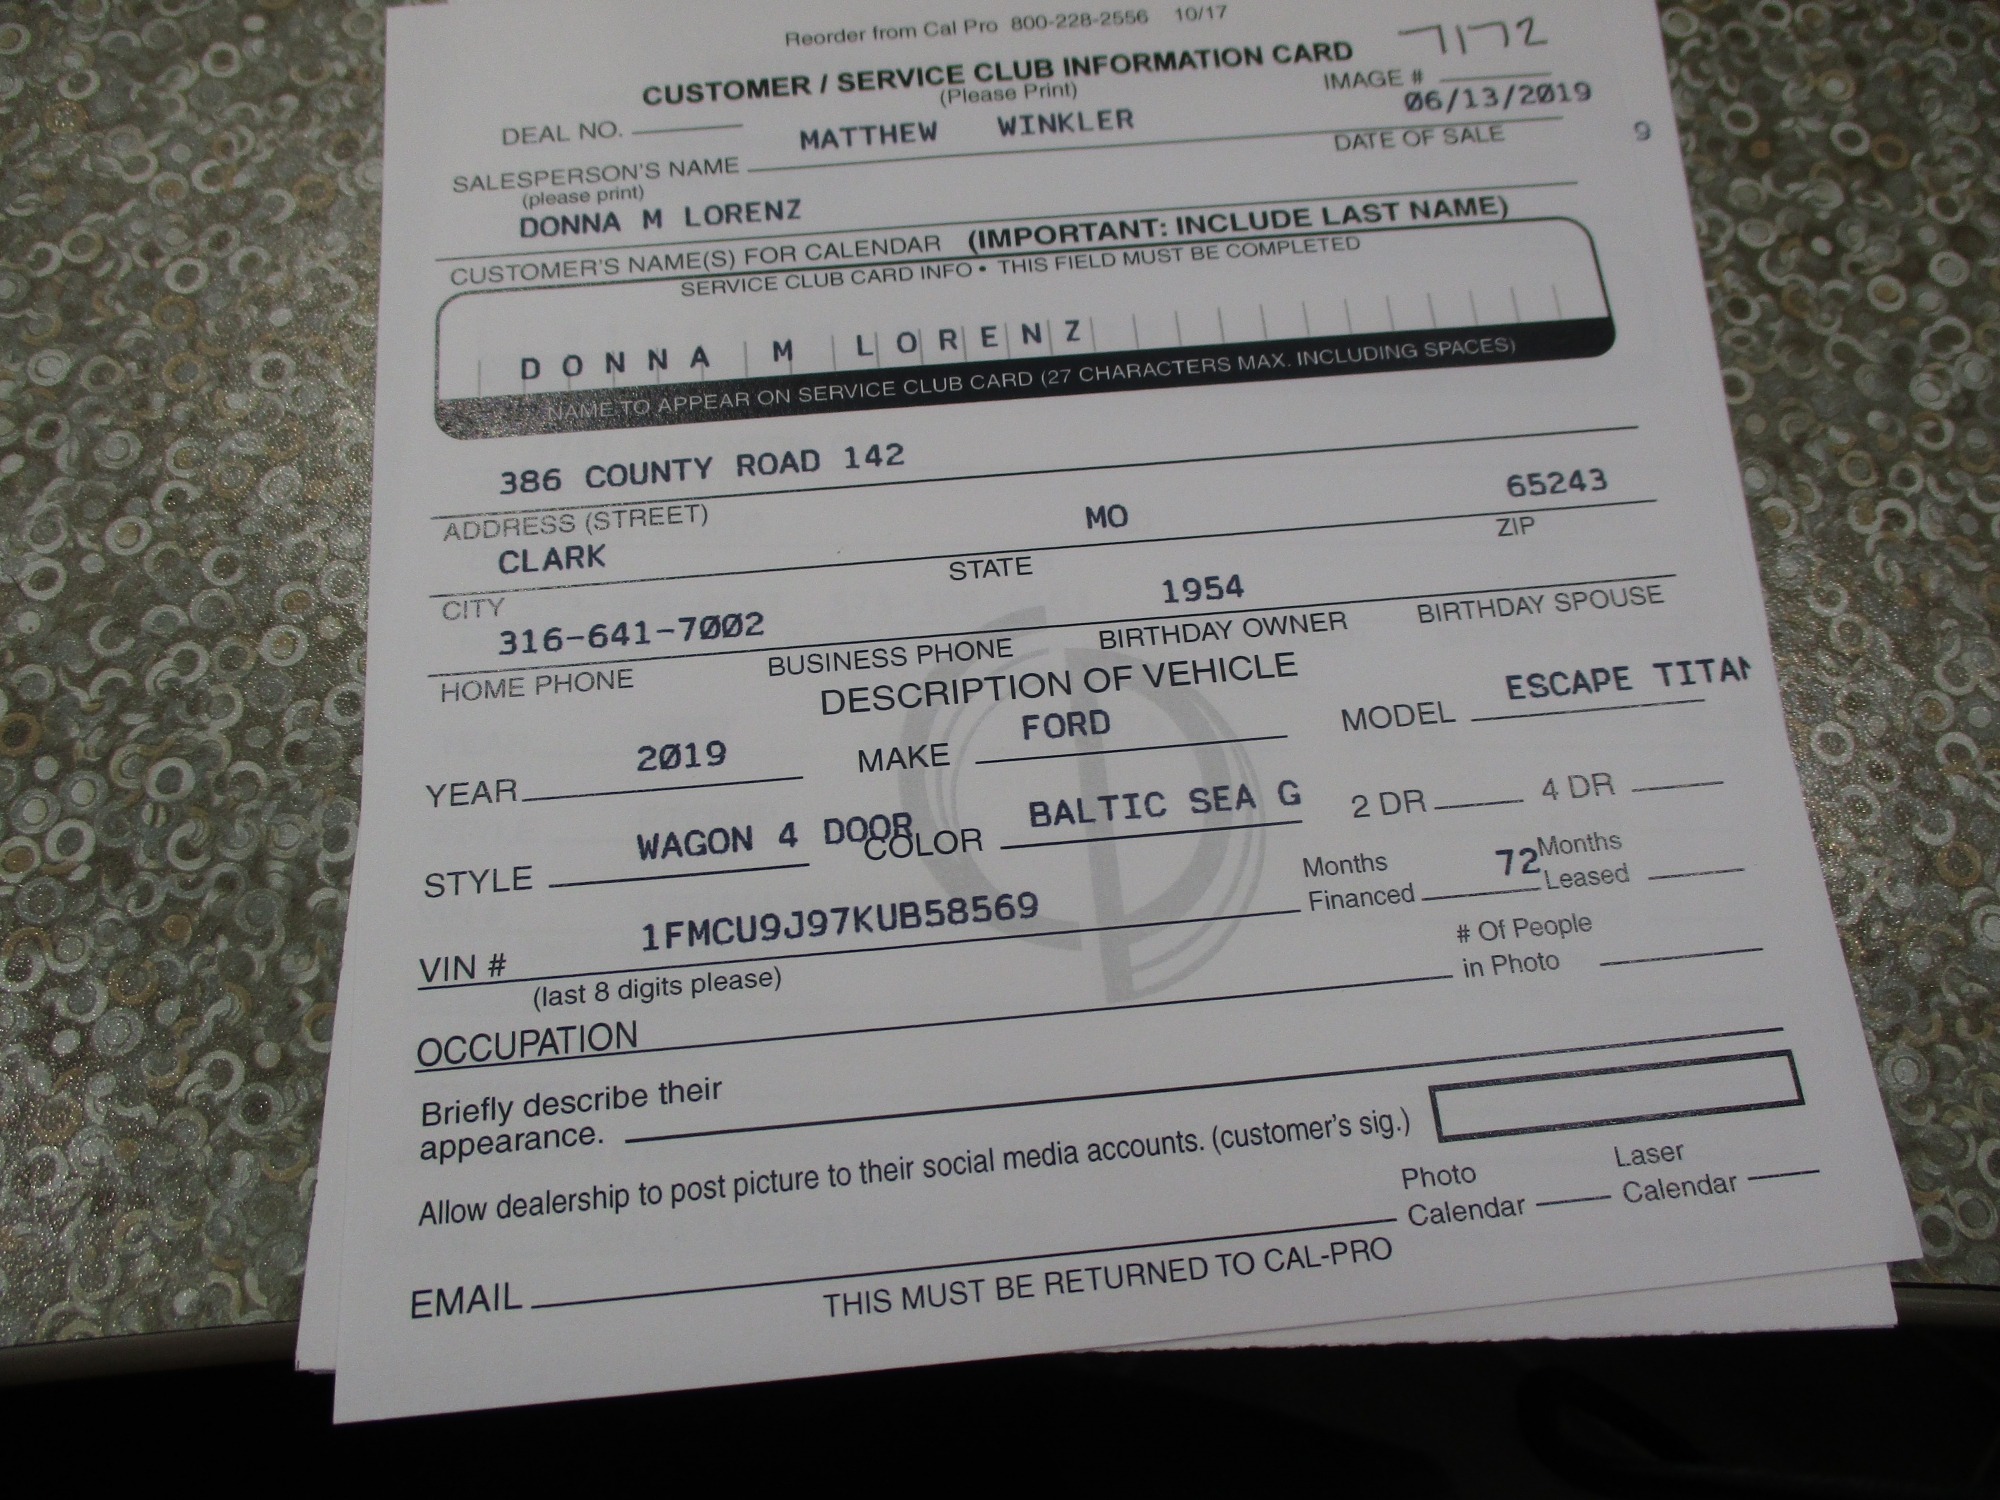 Reorder from Cal Pro 800-228-2556 10/17
7172
CUSTOMER / SERVICE CLUB INFORMATION CARD
(Please Print)
IMAGE #
DEAL NO.
MATTHEW WINKLER
06/13/2019
SALESPERSON'S NAME
DATE OF SALE
9
(please print)
DONNA M LORENZ
CUSTOMER'S NAME(S) FOR CALENDAR (IMPORTANT: INCLUDE LAST NAME)
SERVICE CLUB CARD INFO • THIS FIELD MUST BE COMPLETED
DONNA M LORENZ
NAME TO APPEAR ON SERVICE CLUB CARD (27 CHARACTERS MAX. INCLUDING SPACES)
386 COUNTY ROAD 142
ADDRESS (STREET)
CLARK MO 65243
CITY STATE ZIP
316-641-7002 1954
HOME PHONE BUSINESS PHONE BIRTHDAY OWNER BIRTHDAY SPOUSE
DESCRIPTION OF VEHICLE
YEAR 2019 MAKE FORD MODEL ESCAPE TITAN
STYLE WAGON 4 DOOR COLOR BALTIC SEA G 2 DR 4 DR
VIN # 1FMCU9J97KUB58569 Months Financed 72 Months Leased
(last 8 digits please)
# Of People
in Photo
OCCUPATION
Briefly describe their
appearance.
Allow dealership to post picture to their social media accounts. (customer's sig.)
Photo Calendar Laser Calendar
EMAIL
THIS MUST BE RETURNED TO CAL-PRO